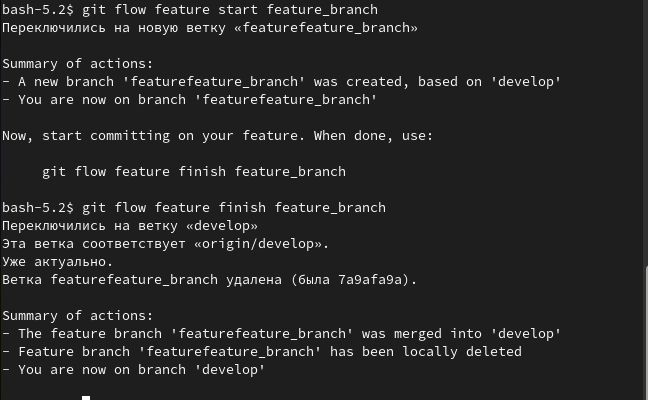 bash-5.2$ git flow feature start feature_branch
Переключились на новую ветку «featurefeature_branch»
Summary of actions:
- A new branch 'featurefeature_branch' was created, based on 'develop'
- You are now on branch 'featurefeature_branch'
Now, start committing on your feature. When done, use:
git flow feature finish feature_branch
bash-5.2$ git flow feature finish feature_branch
Переключились на ветку «develop»
Эта ветка соответствует «origin/develop».
Уже актуально.
Ветка featurefeature_branch удалена (была 7a9afa9a).
Summary of actions:
- The feature branch 'featurefeature_branch' was merged into 'develop'
- Feature branch 'featurefeature_branch' has been locally deleted
- You are now on branch 'develop'